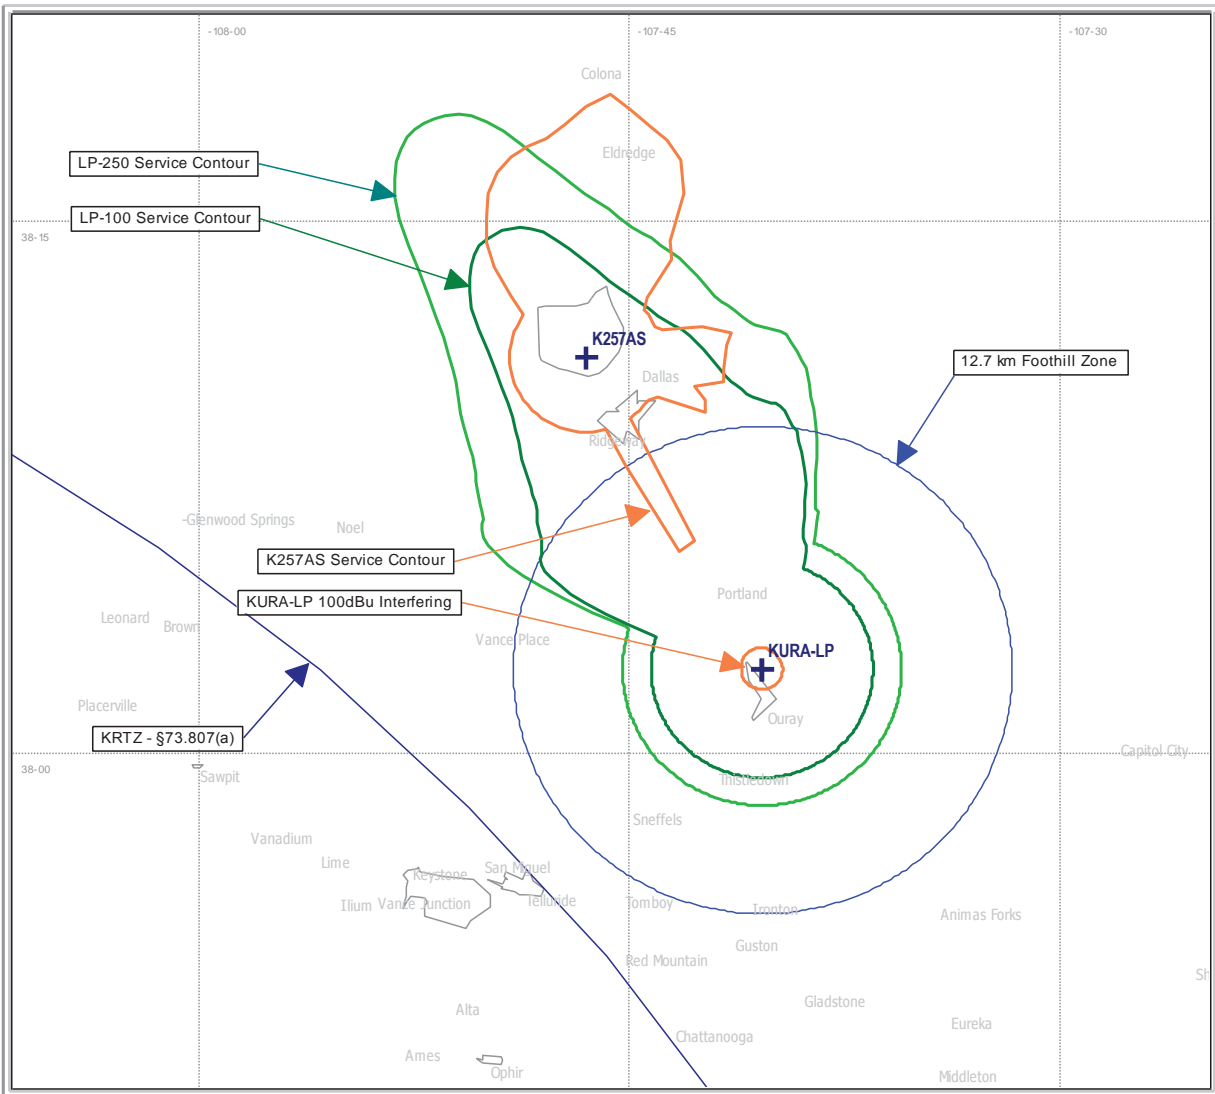 -108-00
-107-45
-107-30
Colona
Eldredge
LP-250 Service Contour
LP-100 Service Contour
38-15
K257AS
12.7 km Foothill Zone
Dallas
Ridgway
-Glenwood Springs
Noel
K257AS Service Contour
KURA-LP 100dBu Interfering
Portland
Leonard
Brown
Vance Place
KURA-LP
Placerville
Ouray
KRTZ - §73.807(a)
Capitol City
38-00
Sawpit
Thistledown
Sneffels
Vanadium
Lime
San Miguel
Keystone
Ilium
Vance Junction
Telluride
Tomboy
Ironton
Animas Forks
Guston
Red Mountain
Sh
Gladstone
Alta
Eureka
Chattanooga
Ames
Ophir
Middleton